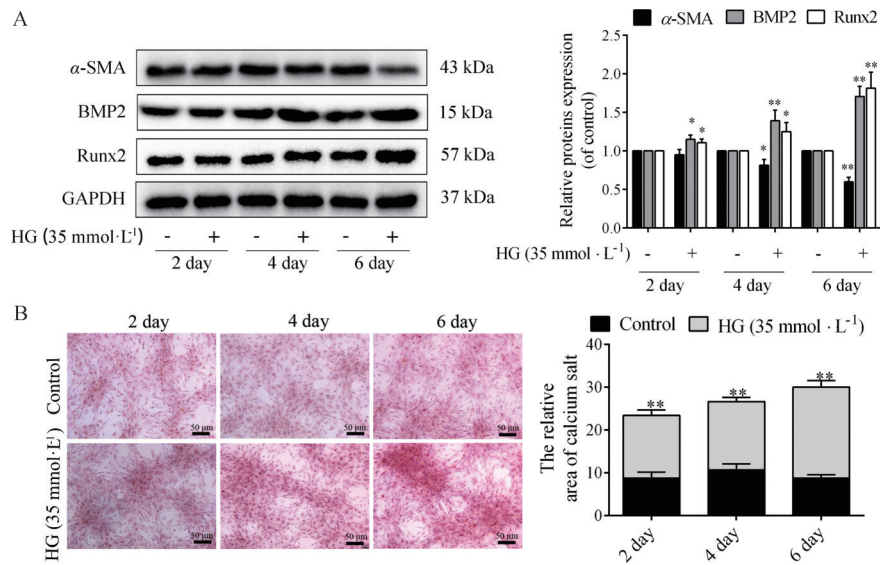 A
α-SMA
43 kDa
BMP2
15 kDa
Runx2
57 kDa
GAPDH
37 kDa
HG (35 mmol·L⁻¹) - + - + - +
2 day 4 day 6 day
α-SMA BMP2 Runx2
Relative proteins expression
(of control)
2.5
2.0
1.5
1.0
0.5
0.0
* *
* ** *
** ** **
HG (35 mmol · L⁻¹) - + - + - +
2 day 4 day 6 day
B
2 day 4 day 6 day
Control
50 μm 50 μm 50 μm
HG (35 mmol·L⁻¹)
50 μm 50 μm 50 μm
Control HG (35 mmol · L⁻¹)
The relative
area of calcium salt
40
30
20
10
0
** ** **
2 day 4 day 6 day